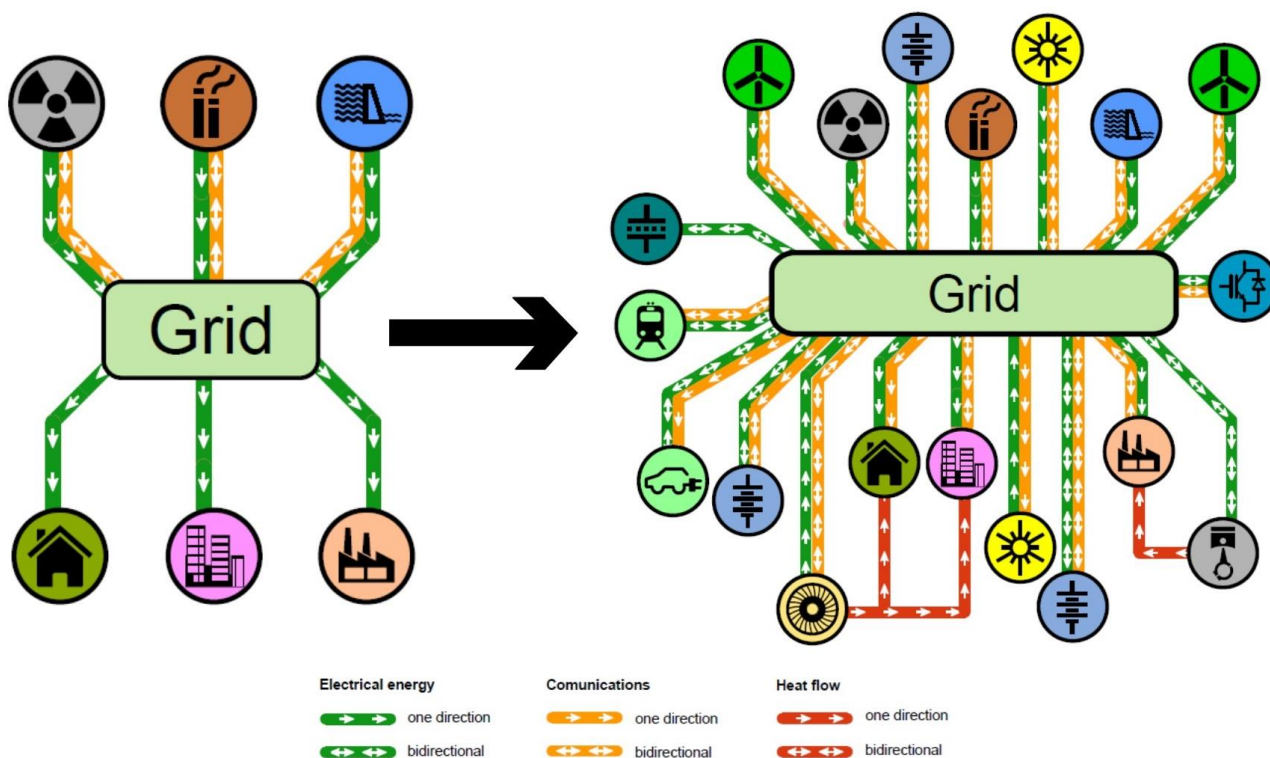 Grid
Grid
Electrical energy
Comunications
Heat flow
one direction
one direction
one direction
bidirectional
bidirectional
bidirectional